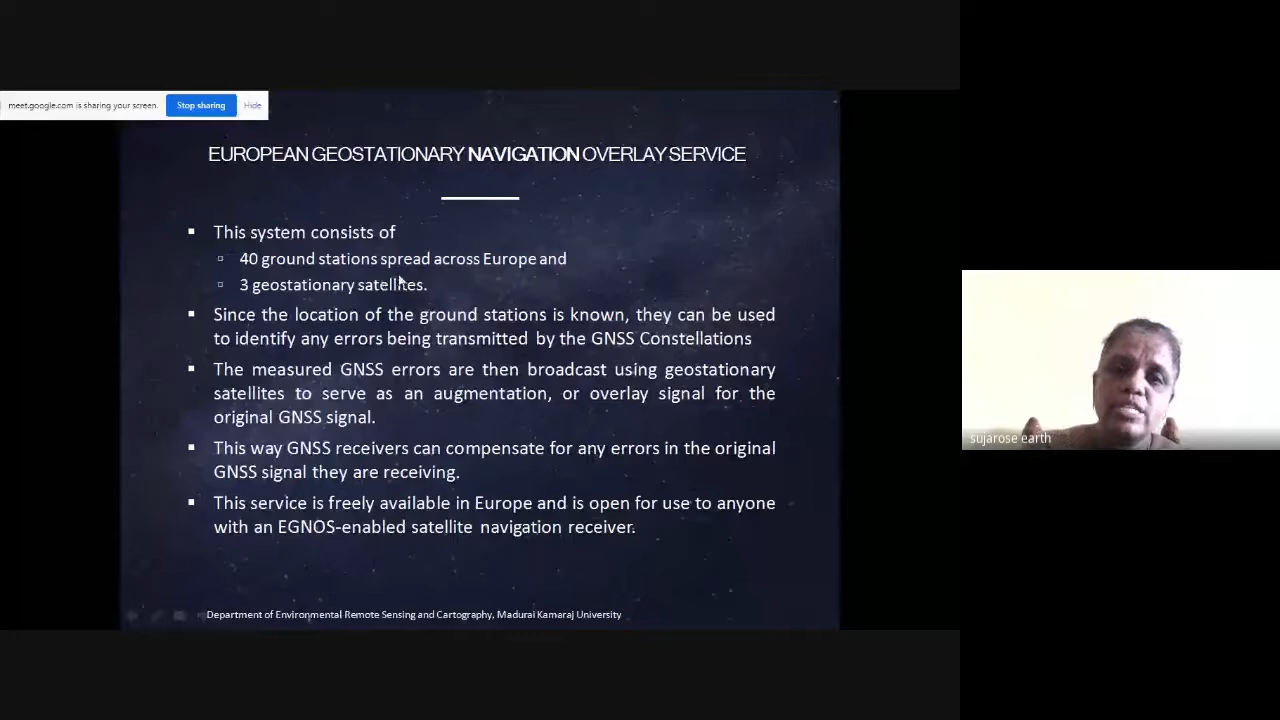 meet.google.com is sharing your screen.
Stop sharing
Hide
EUROPEAN GEOSTATIONARY NAVIGATION OVERLAY SERVICE
This system consists of
40 ground stations spread across Europe and
3 geostationary satellites.
Since the location of the ground stations is known, they can be used
to identify any errors being transmitted by the GNSS Constellations
The measured GNSS errors are then broadcast using geostationary
satellites to serve as an augmentation, or overlay signal for the
original GNSS signal.
This way GNSS receivers can compensate for any errors in the original
GNSS signal they are receiving.
This service is freely available in Europe and is open for use to anyone
with an EGNOS-enabled satellite navigation receiver.
Department of Environmental Remote Sensing and Cartography, Madurai Kamaraj University
sujarose earth